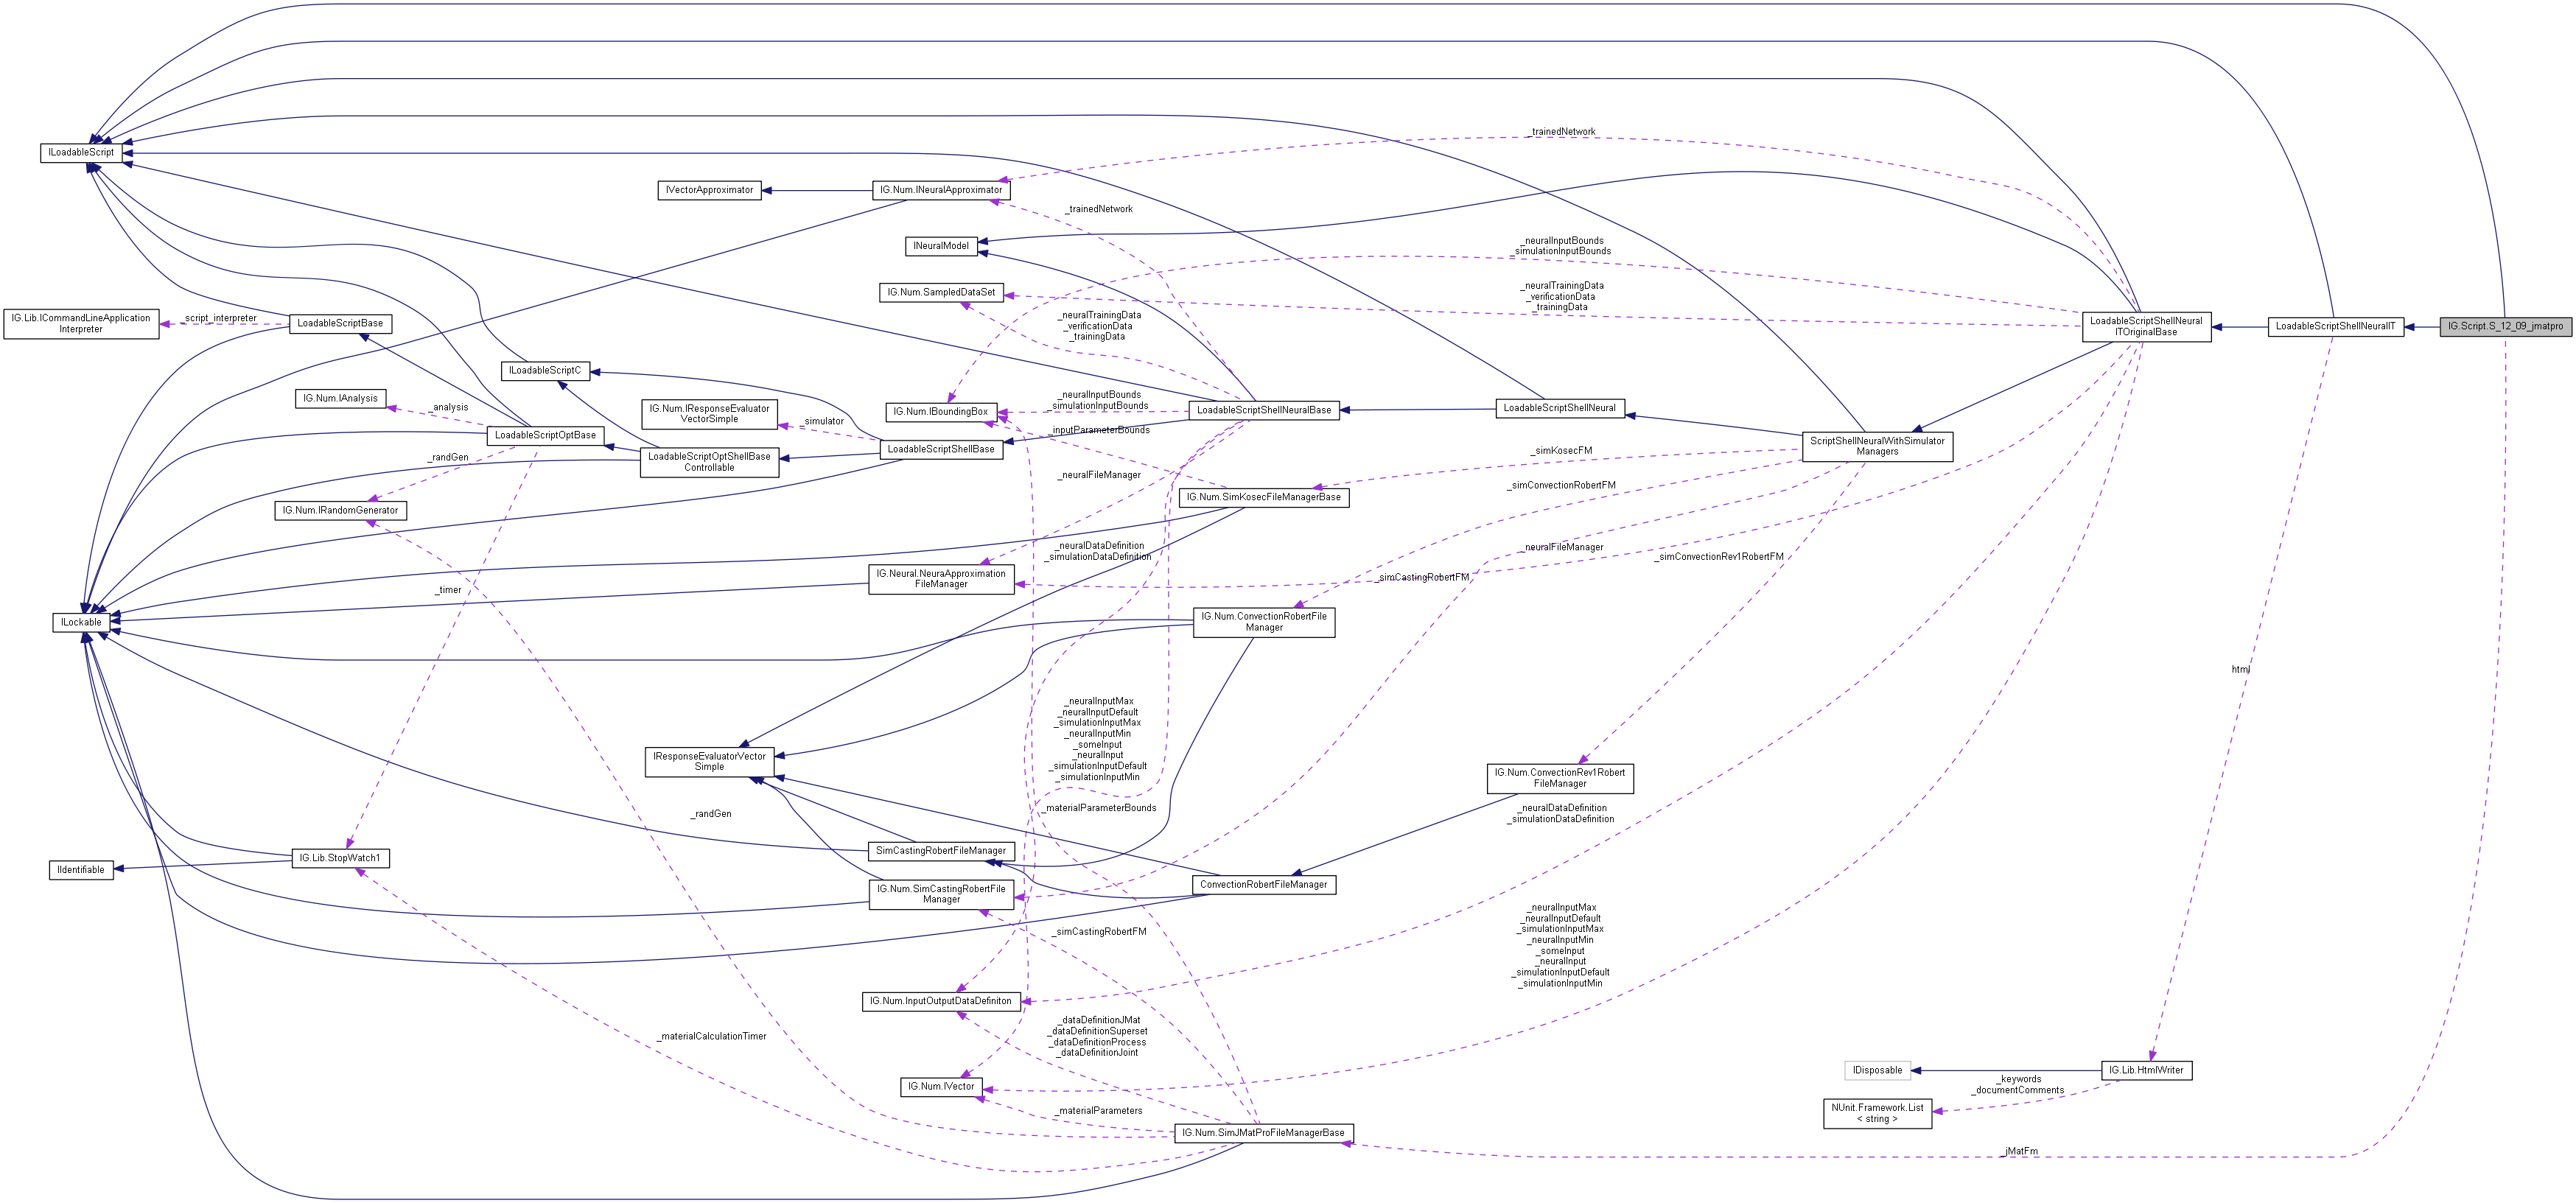 ILoadableScript
_trainedNetwork
IVectorApproximator
IG.Num.INeuralApproximator
_trainedNetwork
INeuralModel
_neuralInputBounds
_simulationInputBounds
IG.Num.SampledDataSet
_neuralTrainingData
_verificationData
_trainingData
IG.Lib.ICommandLineApplication
Interpreter
_script_interpreter
LoadableScriptBase
_neuralTrainingData
_verificationData
_trainingData
LoadableScriptShellNeural
ITOriginalBase
LoadableScriptShellNeuralIT
IG.Script.S_12_09_jmatpro
ILoadableScriptC
IG.Num.IAnalysis
_analysis
IG.Num.IResponseEvaluator
VectorSimple
_simulator
IG.Num.IBoundingBox
_neuralInputBounds
_simulationInputBounds
LoadableScriptShellNeuralBase
LoadableScriptShellNeural
_inputParameterBounds
LoadableScriptOptBase
LoadableScriptOptShellBase
Controllable
LoadableScriptShellBase
ScriptShellNeuralWithSimulator
Managers
_randGen
_neuralFileManager
_simKosecFM
IG.Num.IRandomGenerator
IG.Num.SimKosecFileManagerBase
_simConvectionRobertFM
_neuralDataDefinition
_simulationDataDefinition
_neuralFileManager
_simConvectionRev1RobertFM
IG.Neural.NeuraApproximation
FileManager
_simCastingRobertFM
_timer
ILockable
IG.Num.ConvectionRobertFile
Manager
html
_neuralInputMax
_neuralInputDefault
_simulationInputMax
_neuralInputMin
_someInput
_neuralInput
_simulationInputDefault
_simulationInputMin
IResponseEvaluatorVector
Simple
IG.Num.ConvectionRev1Robert
FileManager
_materialParameterBounds
_randGen
_neuralDataDefinition
_simulationDataDefinition
IIdentifiable
IG.Lib.StopWatch1
SimCastingRobertFileManager
IG.Num.SimCastingRobertFile
Manager
ConvectionRobertFileManager
_simCastingRobertFM
_neuralInputMax
_neuralInputDefault
_simulationInputMax
_neuralInputMin
_someInput
_neuralInput
_simulationInputDefault
_simulationInputMin
IG.Num.InputOutputDataDefiniton
_materialCalculationTimer
_dataDefinitionJMat
_dataDefinitionSuperset
_dataDefinitionProcess
_dataDefinitionJoint
IG.Num.IVector
_materialParameters
IDisposable
IG.Lib.HtmlWriter
_keywords
_documentComments
NUnit.Framework.List
< string >
IG.Num.SimJMatProFileManagerBase
_jMatFm